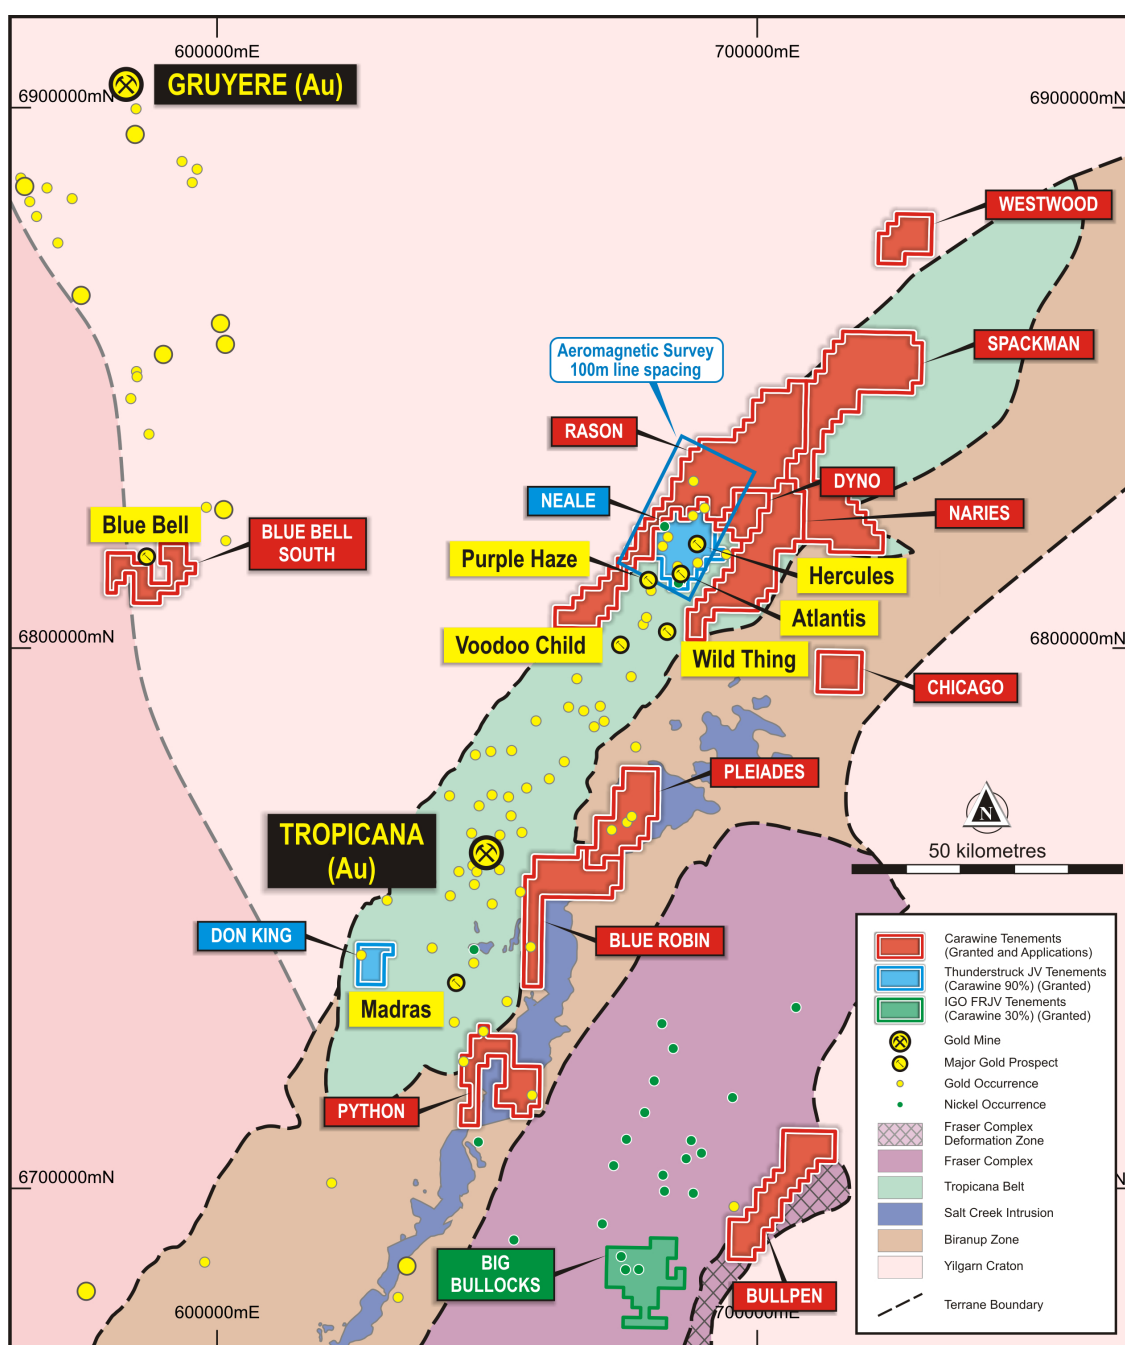 600000mE
700000mE
6900000mN
GRUYERE (Au)
6900000mN
WESTWOOD
Aeromagnetic Survey
100m line spacing
SPACKMAN
RASON
DYNO
NEALE
NARIES
Blue Bell
BLUE BELL
SOUTH
Purple Haze
Hercules
Atlantis
Voodoo Child
Wild Thing
6800000mN
6800000mN
CHICAGO
PLEIADES
N
TROPICANA
(Au)
50 kilometres
DON KING
BLUE ROBIN
Madras
PYTHON
6700000mN
N
BIG
BULLOCKS
BULLPEN
600000mE
700000mE
Carawine Tenements
(Granted and Applications)
Thunderstruck JV Tenements
(Carawine 90%) (Granted)
IGO FRJV Tenements
(Carawine 30%) (Granted)
Gold Mine
Major Gold Prospect
Gold Occurrence
Nickel Occurrence
Fraser Complex
Deformation Zone
Fraser Complex
Tropicana Belt
Salt Creek Intrusion
Biranup Zone
Yilgarn Craton
Terrane Boundary